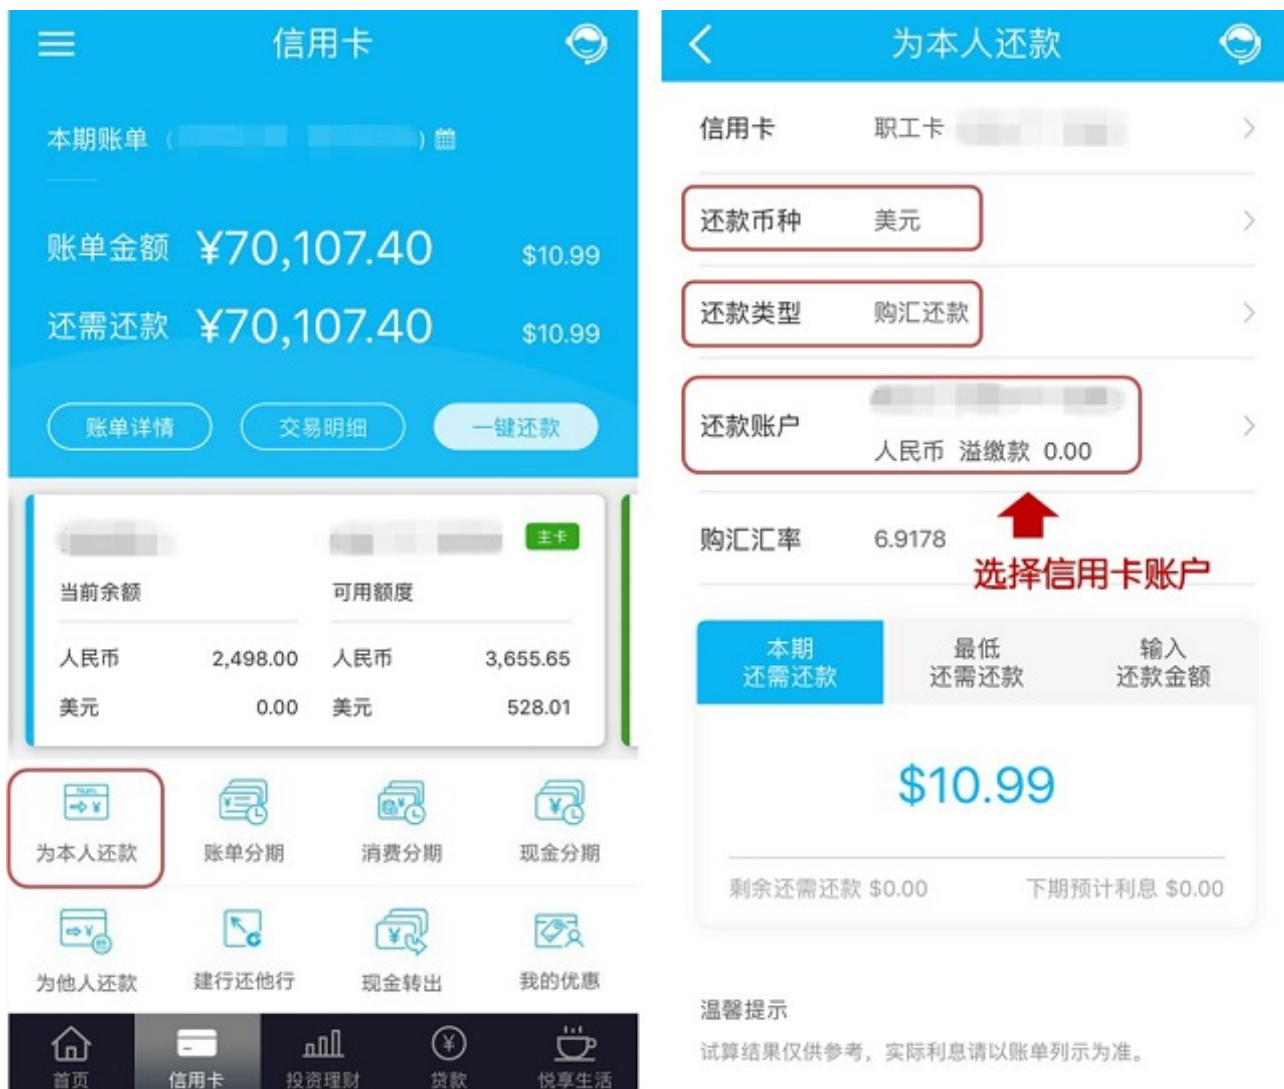 信用卡
本期账单 ( )
账单金额 ¥70,107.40 $10.99
还需还款 ¥70,107.40 $10.99
账单详情 交易明细 一键还款
主卡
当前余额 可用额度
人民币 2,498.00 人民币 3,655.65
美元 0.00 美元 528.01
Num.
为本人还款 账单分期 消费分期 现金分期
为他人还款 建行还他行 现金转出 我的优惠
首页 信用卡 投资理财 贷款 悦享生活
为本人还款
信用卡 职工卡
还款币种 美元
还款类型 购汇还款
还款账户
人民币 溢缴款 0.00
购汇汇率 6.9178
选择信用卡账户
本期 最低 输入
还需还款 还需还款 还款金额
$10.99
剩余还需还款 $0.00 下期预计利息 $0.00
温馨提示
试算结果仅供参考，实际利息请以账单列示为准。